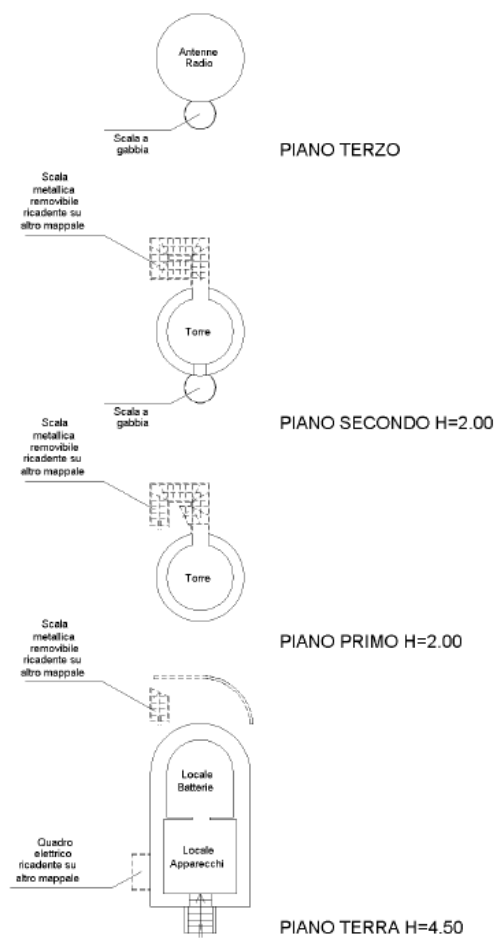 Antenne
Radio
Scala a
gabbia
PIANO TERZO
Scala
metallica
removibile
ricadente su
altro mappale
Torre
Scala a
gabbia
PIANO SECONDO H=2.00
Scala
metallica
removibile
ricadente su
altro mappale
Torre
PIANO PRIMO H=2.00
Scala
metallica
removibile
ricadente su
altro mappale
Locale
Batterie
Quadro
elettrico
ricadente su
altro mappale
Locale
Apparecchi
PIANO TERRA H=4.50